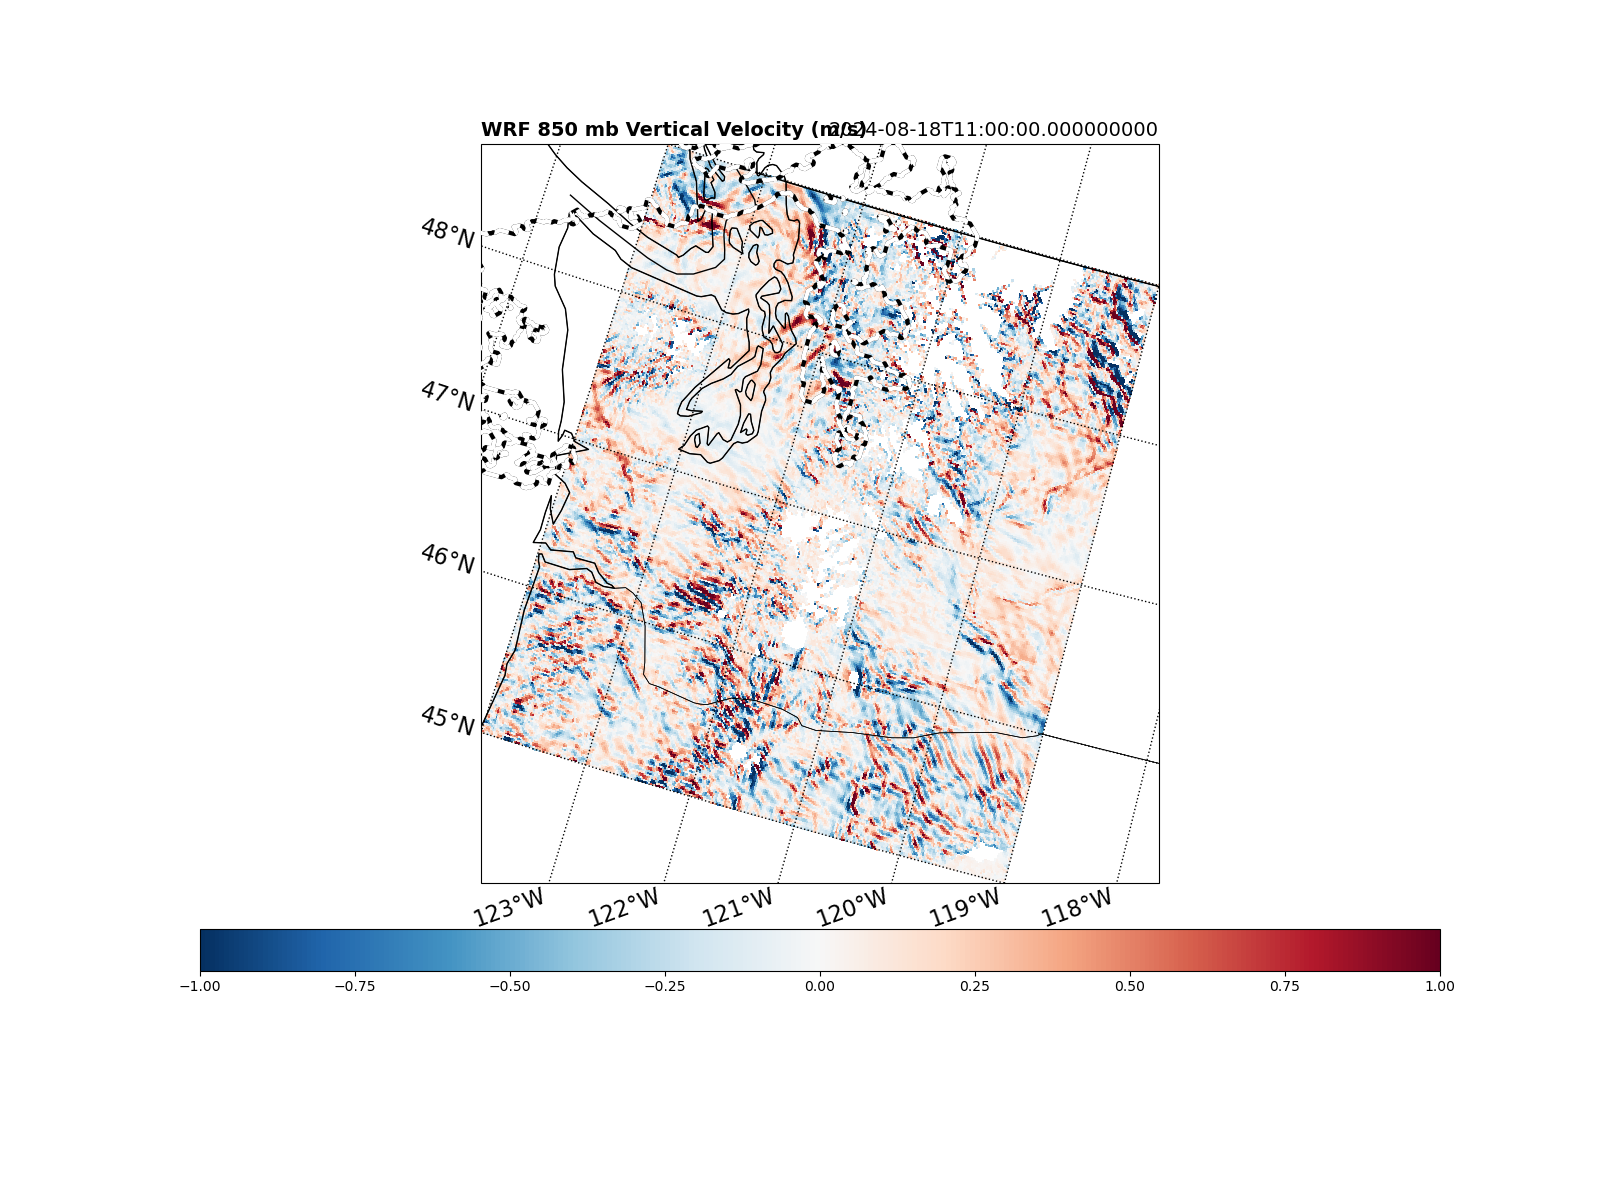 WRF 850 mb Vertical Velocity (m/s) 2024-08-18T11:00:00.000000000
48°N
47°N
46°N
45°N
123°W 122°W 121°W 120°W 119°W 118°W
−1.00 −0.75 −0.50 −0.25 0.00 0.25 0.50 0.75 1.00